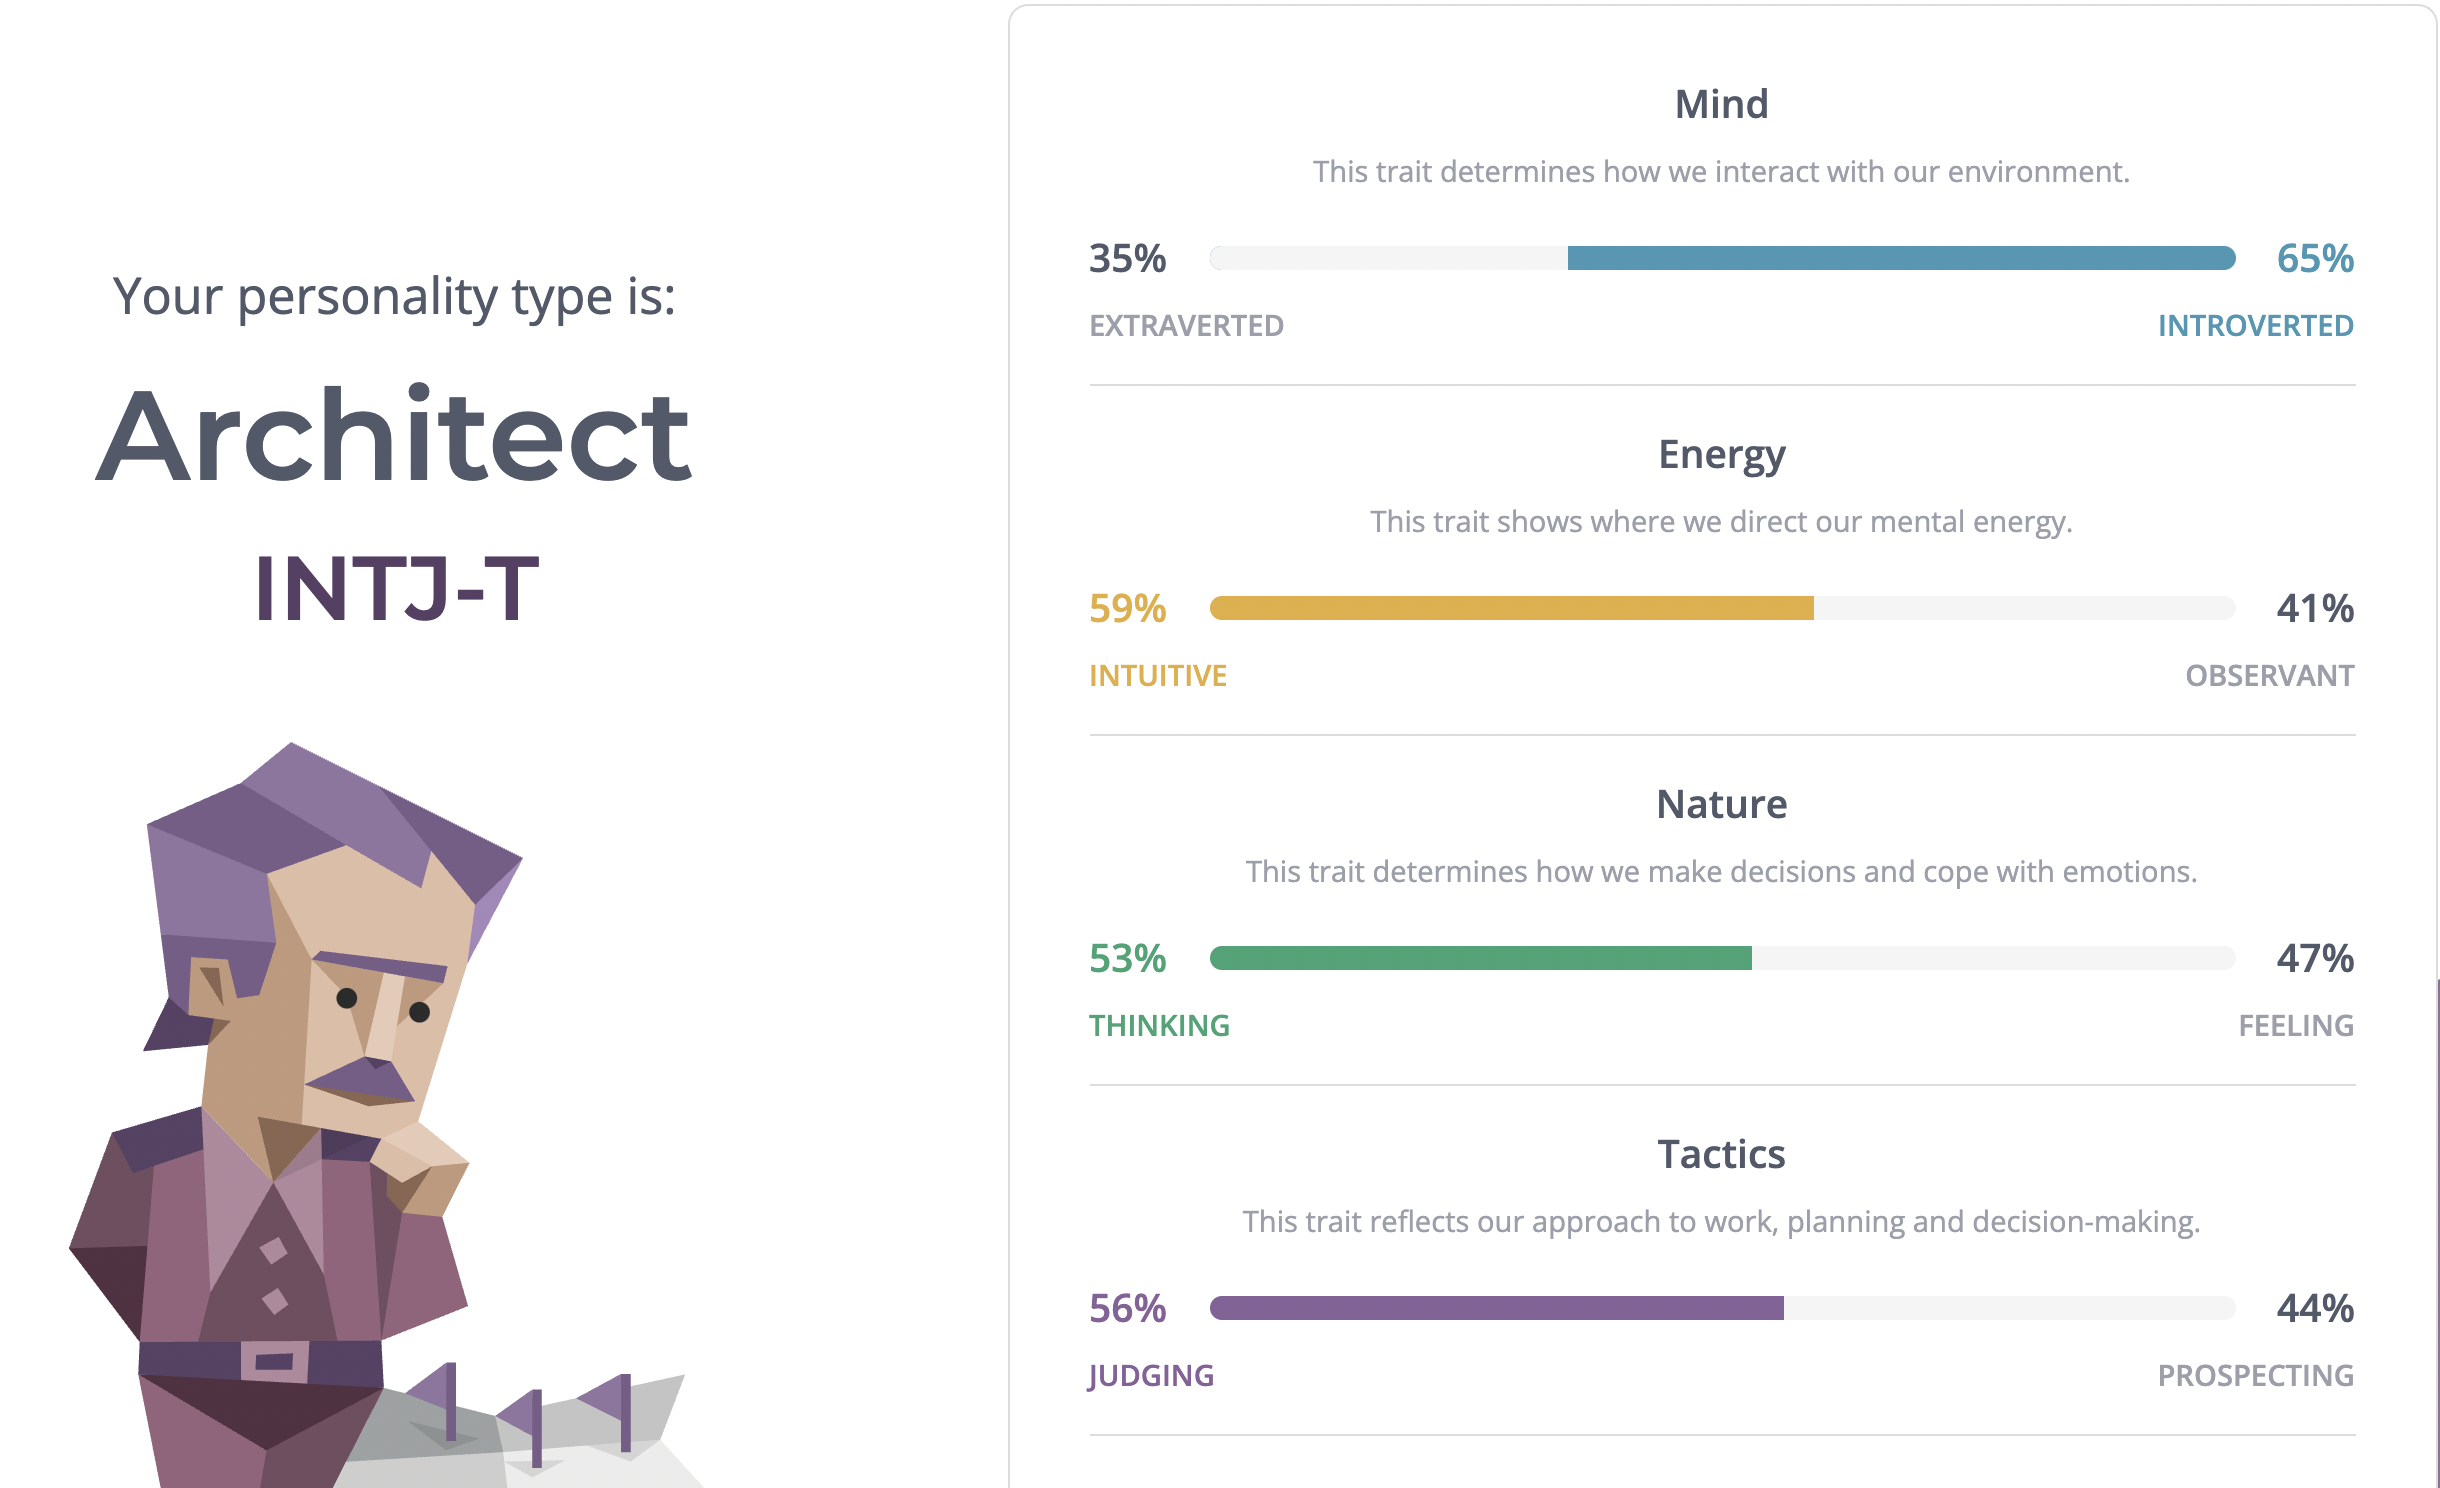 Your personality type is:
Architect
INTJ-T
Mind
This trait determines how we interact with our environment.
35% 65%
EXTRAVERTED INTROVERTED
Energy
This trait shows where we direct our mental energy.
59% 41%
INTUITIVE OBSERVANT
Nature
This trait determines how we make decisions and cope with emotions.
53% 47%
THINKING FEELING
Tactics
This trait reflects our approach to work, planning and decision-making.
56% 44%
JUDGING PROSPECTING